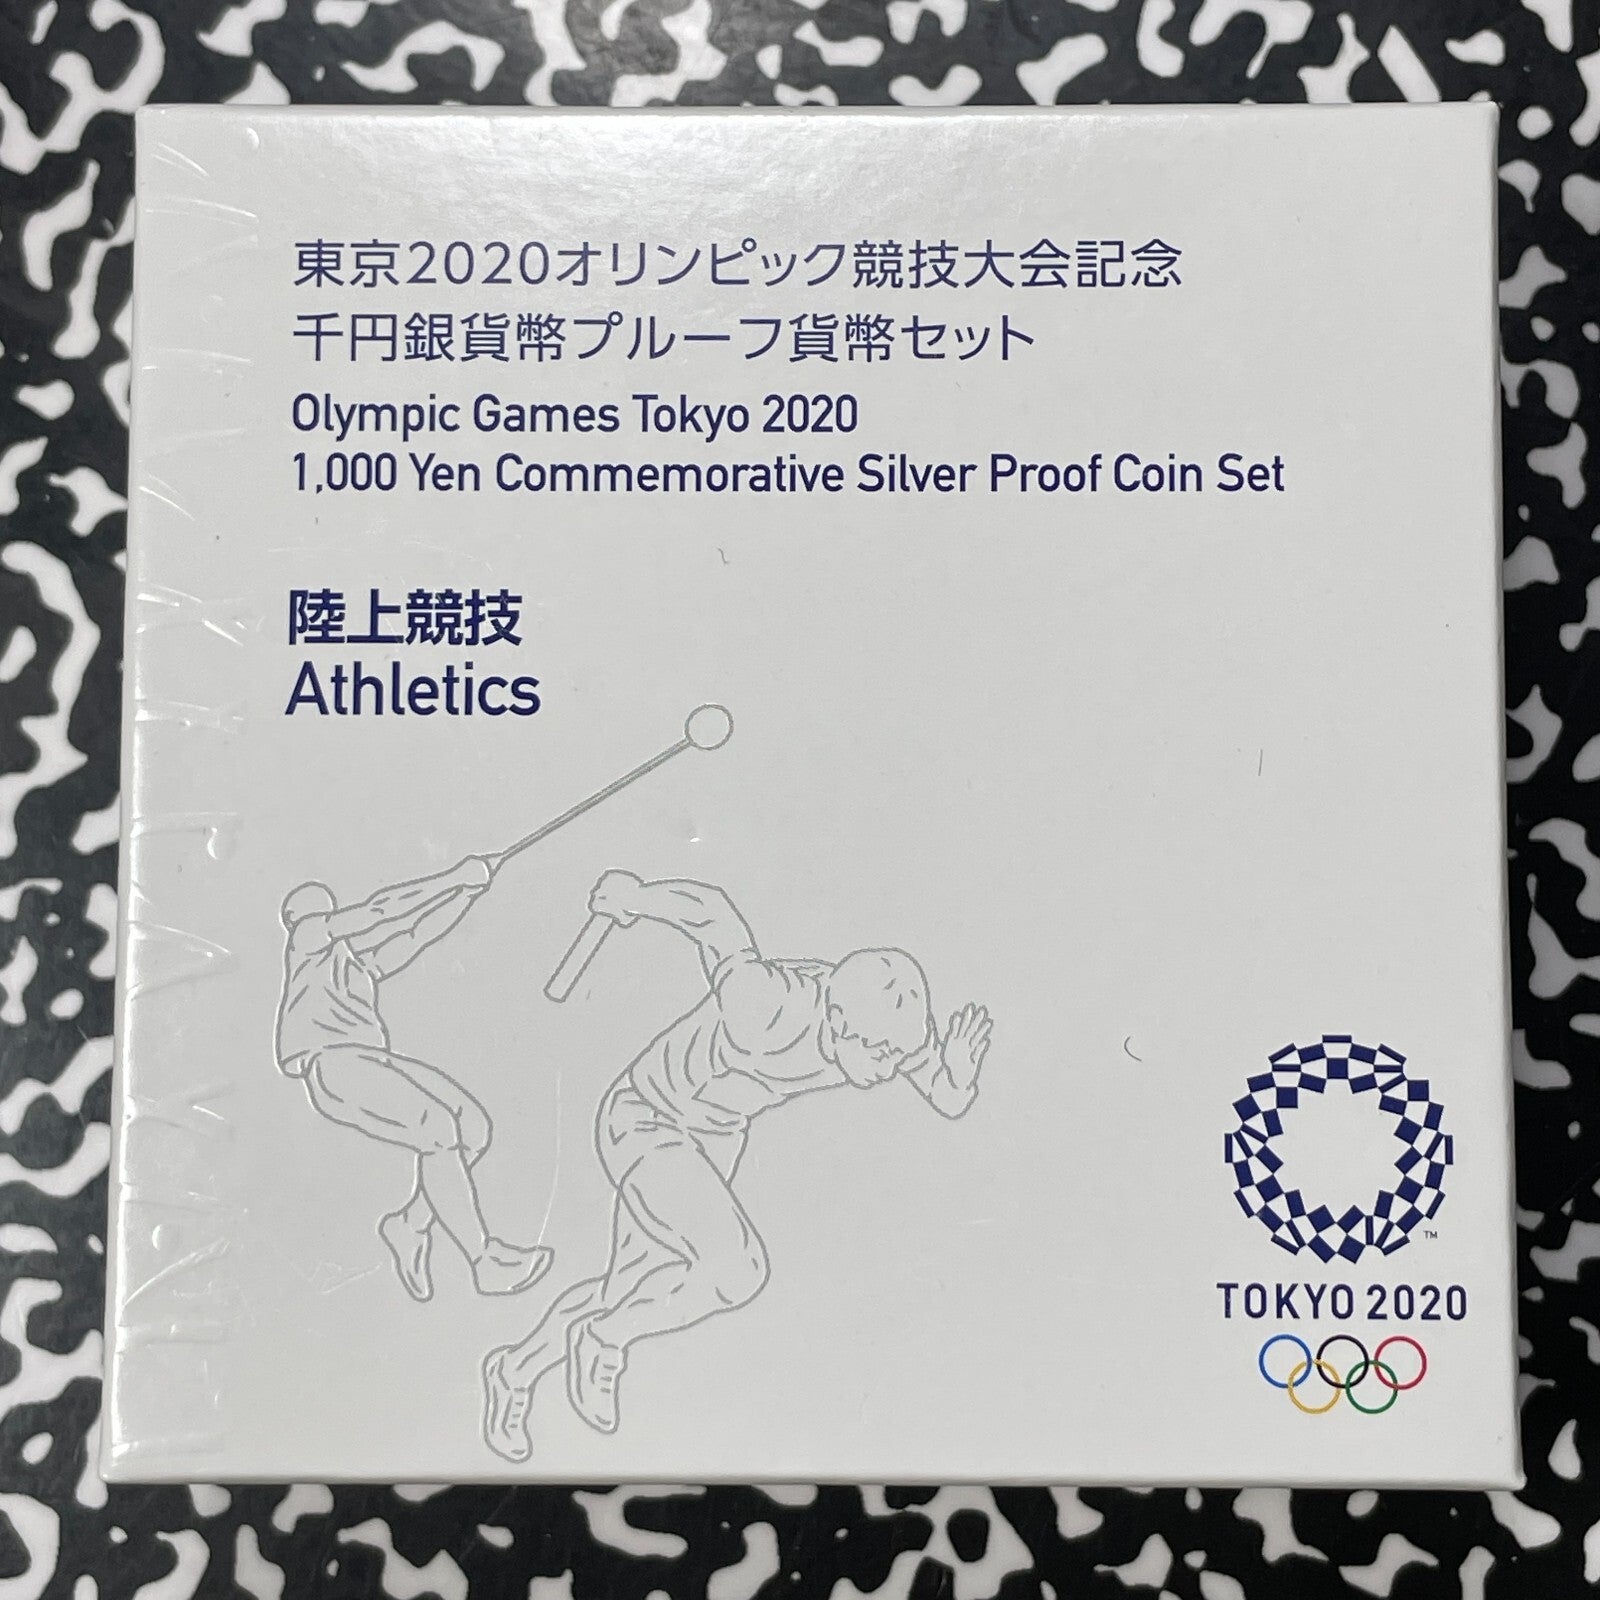 東京2020オリンピック競技大会記念
千円銀貨幣プルーフ貨幣セット
Olympic Games Tokyo 2020
1,000 Yen Commemorative Silver Proof Coin Set
陸上競技
Athletics
TM
TOKYO 2020